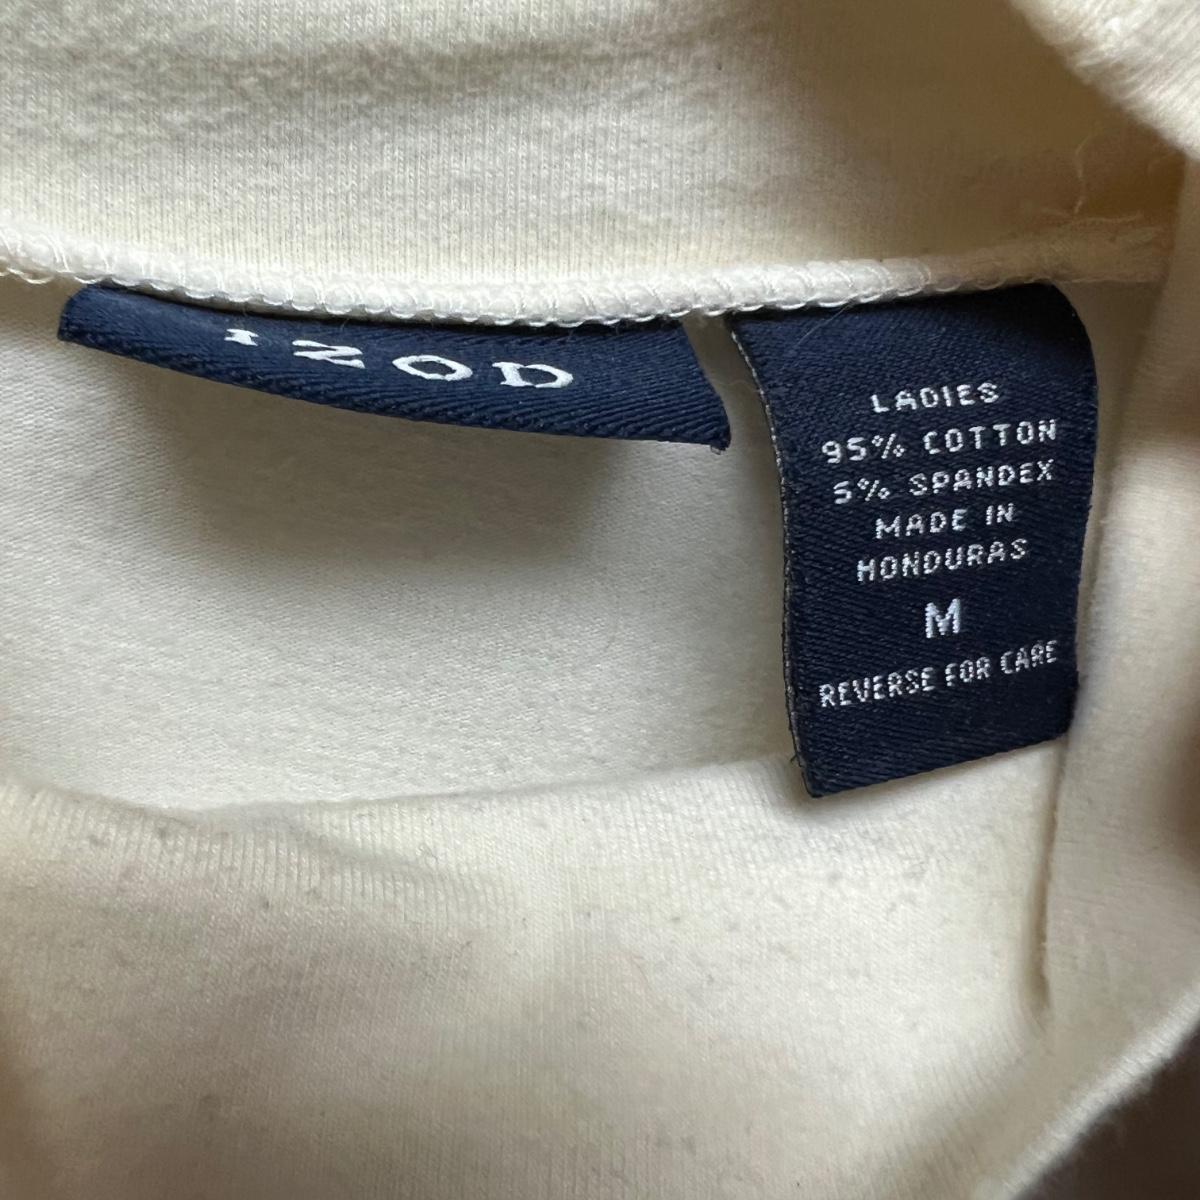 IZOD
LADIES
95% COTTON
5% SPANDEX
MADE IN
HONDURAS
M
REVERSE FOR CARE